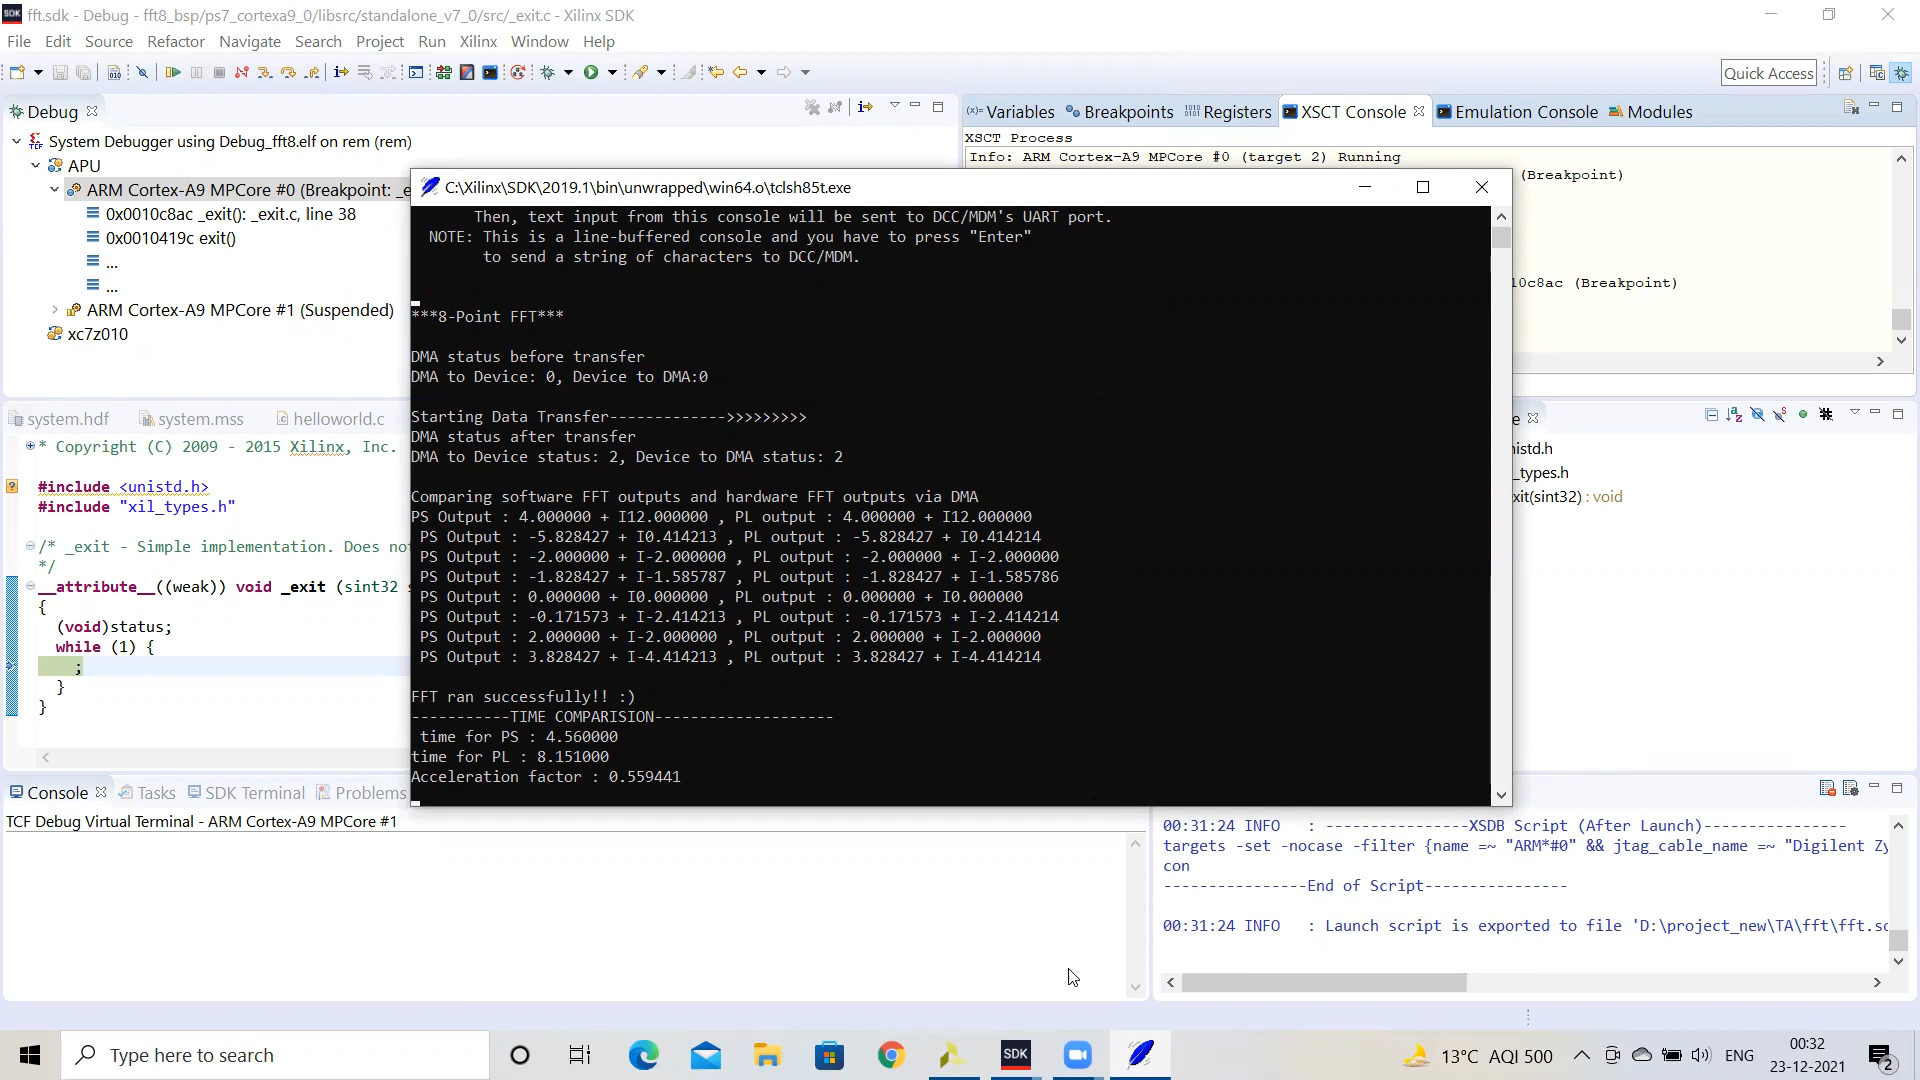 fft.sdk - Debug - fft8_bsp/ps7_cortexa9_0/libsrc/standalone_v7_0/src/_exit.c - Xilinx SDK
File Edit Source Refactor Navigate Search Project Run Xilinx Window Help
Quick Access
Debug
System Debugger using Debug_fft8.elf on rem (rem)
APU
ARM Cortex-A9 MPCore #0 (Breakpoint: _e
0x0010c8ac _exit(): _exit.c, line 38
0x0010419c exit()
...
...
ARM Cortex-A9 MPCore #1 (Suspended)
xc7z010
Variables Breakpoints Registers XSCT Console Emulation Console Modules
XSCT Process
Info: ARM Cortex-A9 MPCore #0 (target 2) Running
(Breakpoint)
10c8ac (Breakpoint)
C:\Xilinx\SDK\2019.1\bin\unwrapped\win64.o\tclsh85t.exe
Then, text input from this console will be sent to DCC/MDM's UART port.
NOTE: This is a line-buffered console and you have to press "Enter"
to send a string of characters to DCC/MDM.
***8-Point FFT***
DMA status before transfer
DMA to Device: 0, Device to DMA:0
Starting Data Transfer------------->>>>>>>>>
DMA status after transfer
DMA to Device status: 2, Device to DMA status: 2
Comparing software FFT outputs and hardware FFT outputs via DMA
PS Output : 4.000000 + I12.000000 , PL output : 4.000000 + I12.000000
PS Output : -5.828427 + I0.414213 , PL output : -5.828427 + I0.414214
PS Output : -2.000000 + I-2.000000 , PL output : -2.000000 + I-2.000000
PS Output : -1.828427 + I-1.585787 , PL output : -1.828427 + I-1.585786
PS Output : 0.000000 + I0.000000 , PL output : 0.000000 + I0.000000
PS Output : -0.171573 + I-2.414213 , PL output : -0.171573 + I-2.414214
PS Output : 2.000000 + I-2.000000 , PL output : 2.000000 + I-2.000000
PS Output : 3.828427 + I-4.414213 , PL output : 3.828427 + I-4.414214
FFT ran successfully!! :)
-----------TIME COMPARISION--------------------
time for PS : 4.560000
time for PL : 8.151000
Acceleration factor : 0.559441
system.hdf system.mss helloworld.c
* Copyright (C) 2009 - 2015 Xilinx, Inc.
#include <unistd.h>
#include "xil_types.h"
/* _exit - Simple implementation. Does not
*/
__attribute__((weak)) void _exit (sint32 s
{
(void)status;
while (1) {
;
}
}
e
nistd.h
_types.h
exit(sint32) : void
Console Tasks SDK Terminal Problems
TCF Debug Virtual Terminal - ARM Cortex-A9 MPCore #1
00:31:24 INFO : ----------------XSDB Script (After Launch)----------------
targets -set -nocase -filter {name =~ "ARM*#0" && jtag_cable_name =~ "Digilent Zy
con
----------------End of Script----------------
00:31:24 INFO : Launch script is exported to file 'D:\project_new\TA\fft\fft.sd
Type here to search
SDK
13°C AQI 500
ENG
00:32
23-12-2021
2